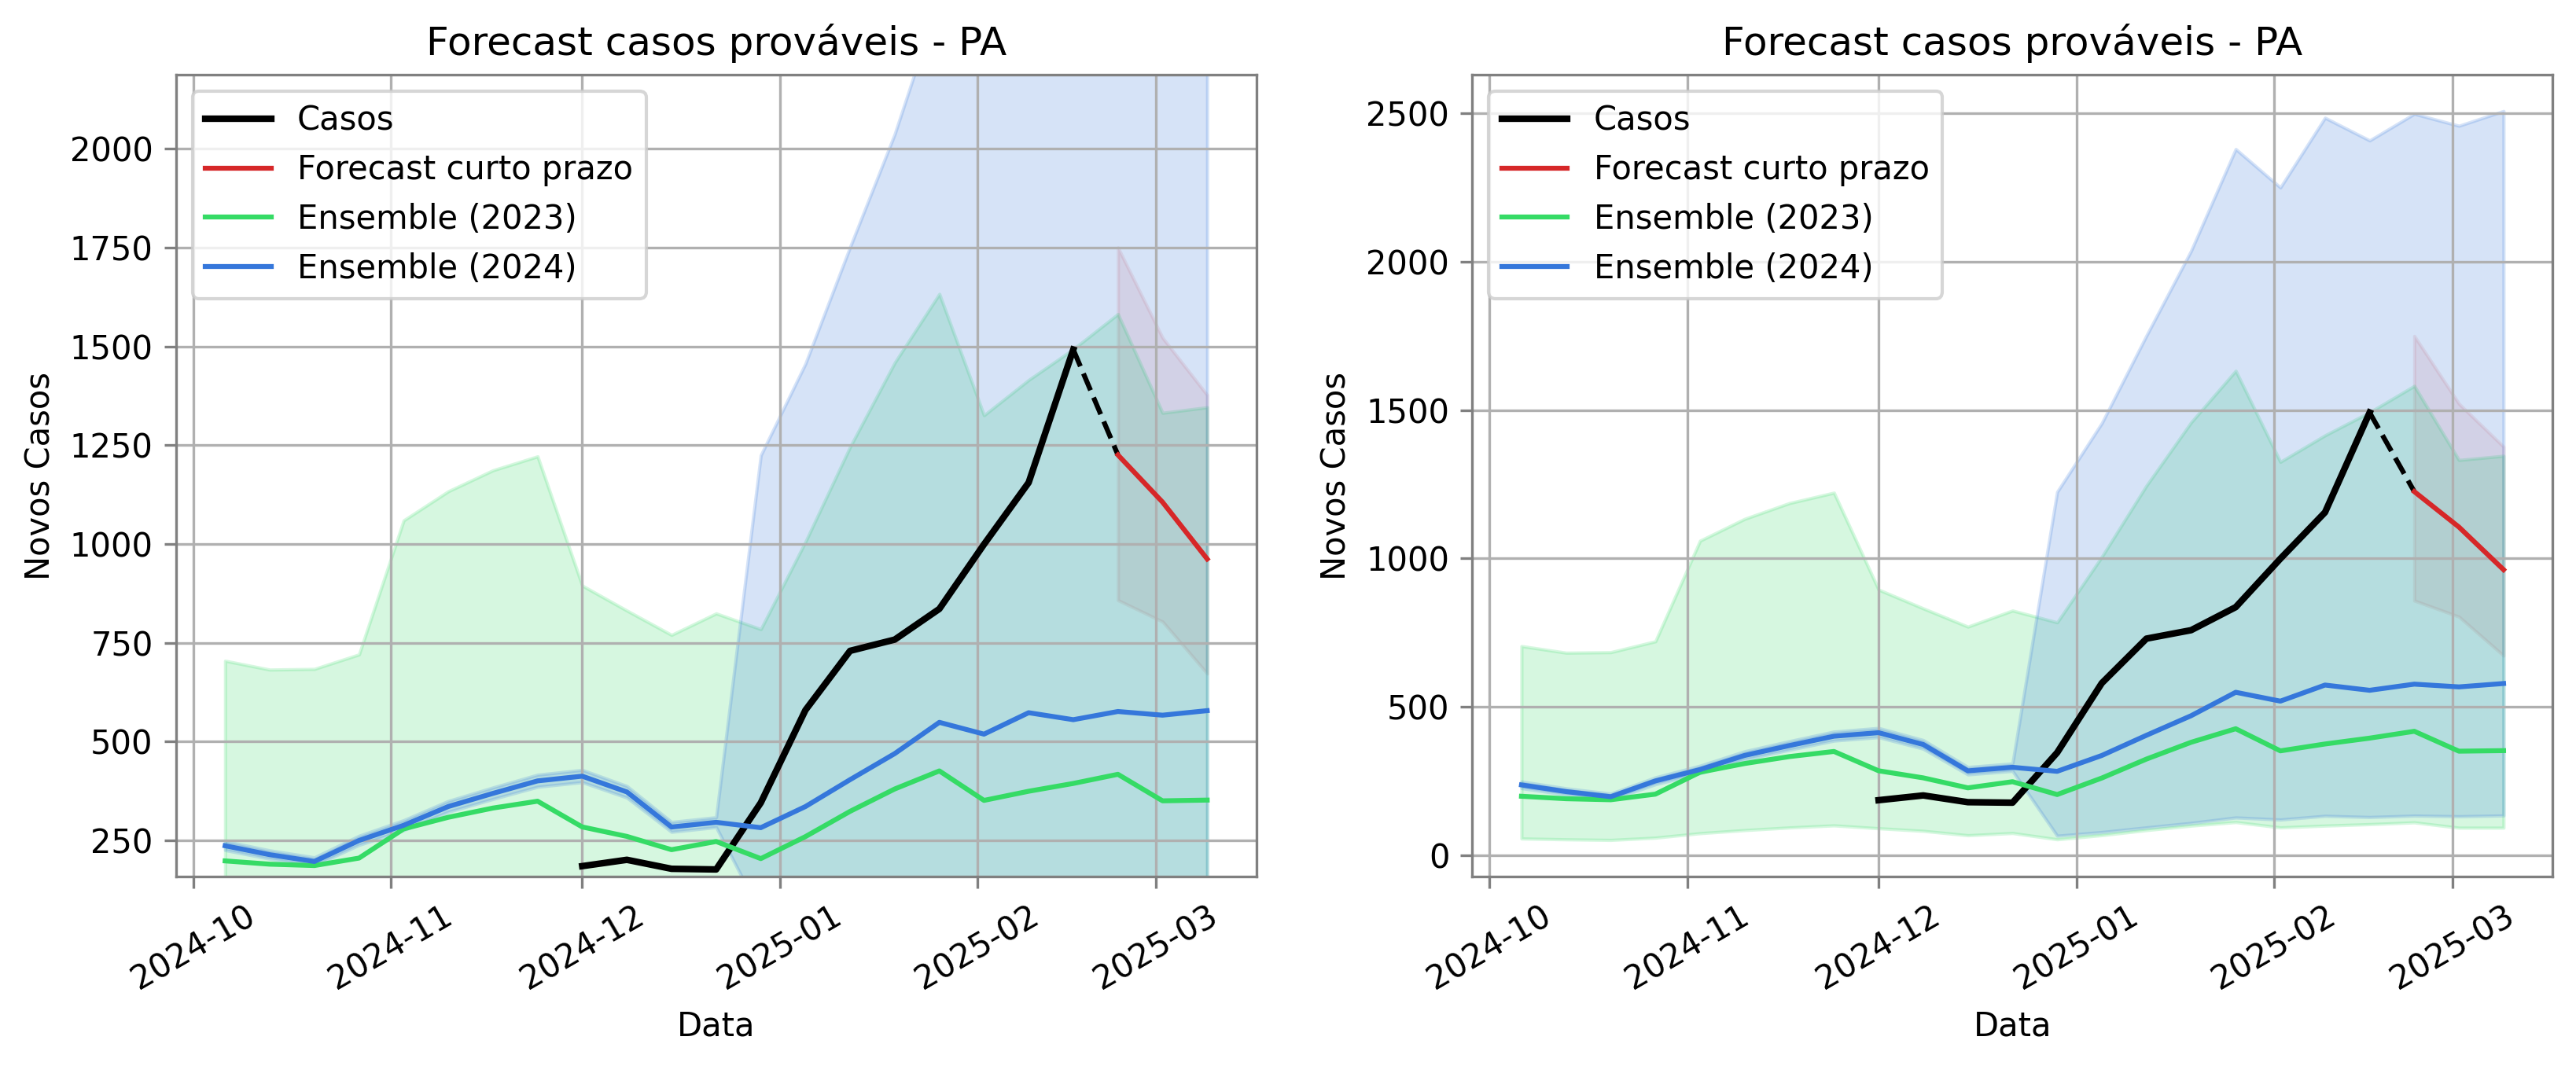 Forecast casos prováveis - PA
Novos Casos
2000
1750
1500
1250
1000
750
500
250
Casos
Forecast curto prazo
Ensemble (2023)
Ensemble (2024)
2024-10
2024-11
2024-12
2025-01
2025-02
2025-03
Data
Forecast casos prováveis - PA
Novos Casos
2500
2000
1500
1000
500
0
Casos
Forecast curto prazo
Ensemble (2023)
Ensemble (2024)
2024-10
2024-11
2024-12
2025-01
2025-02
2025-03
Data